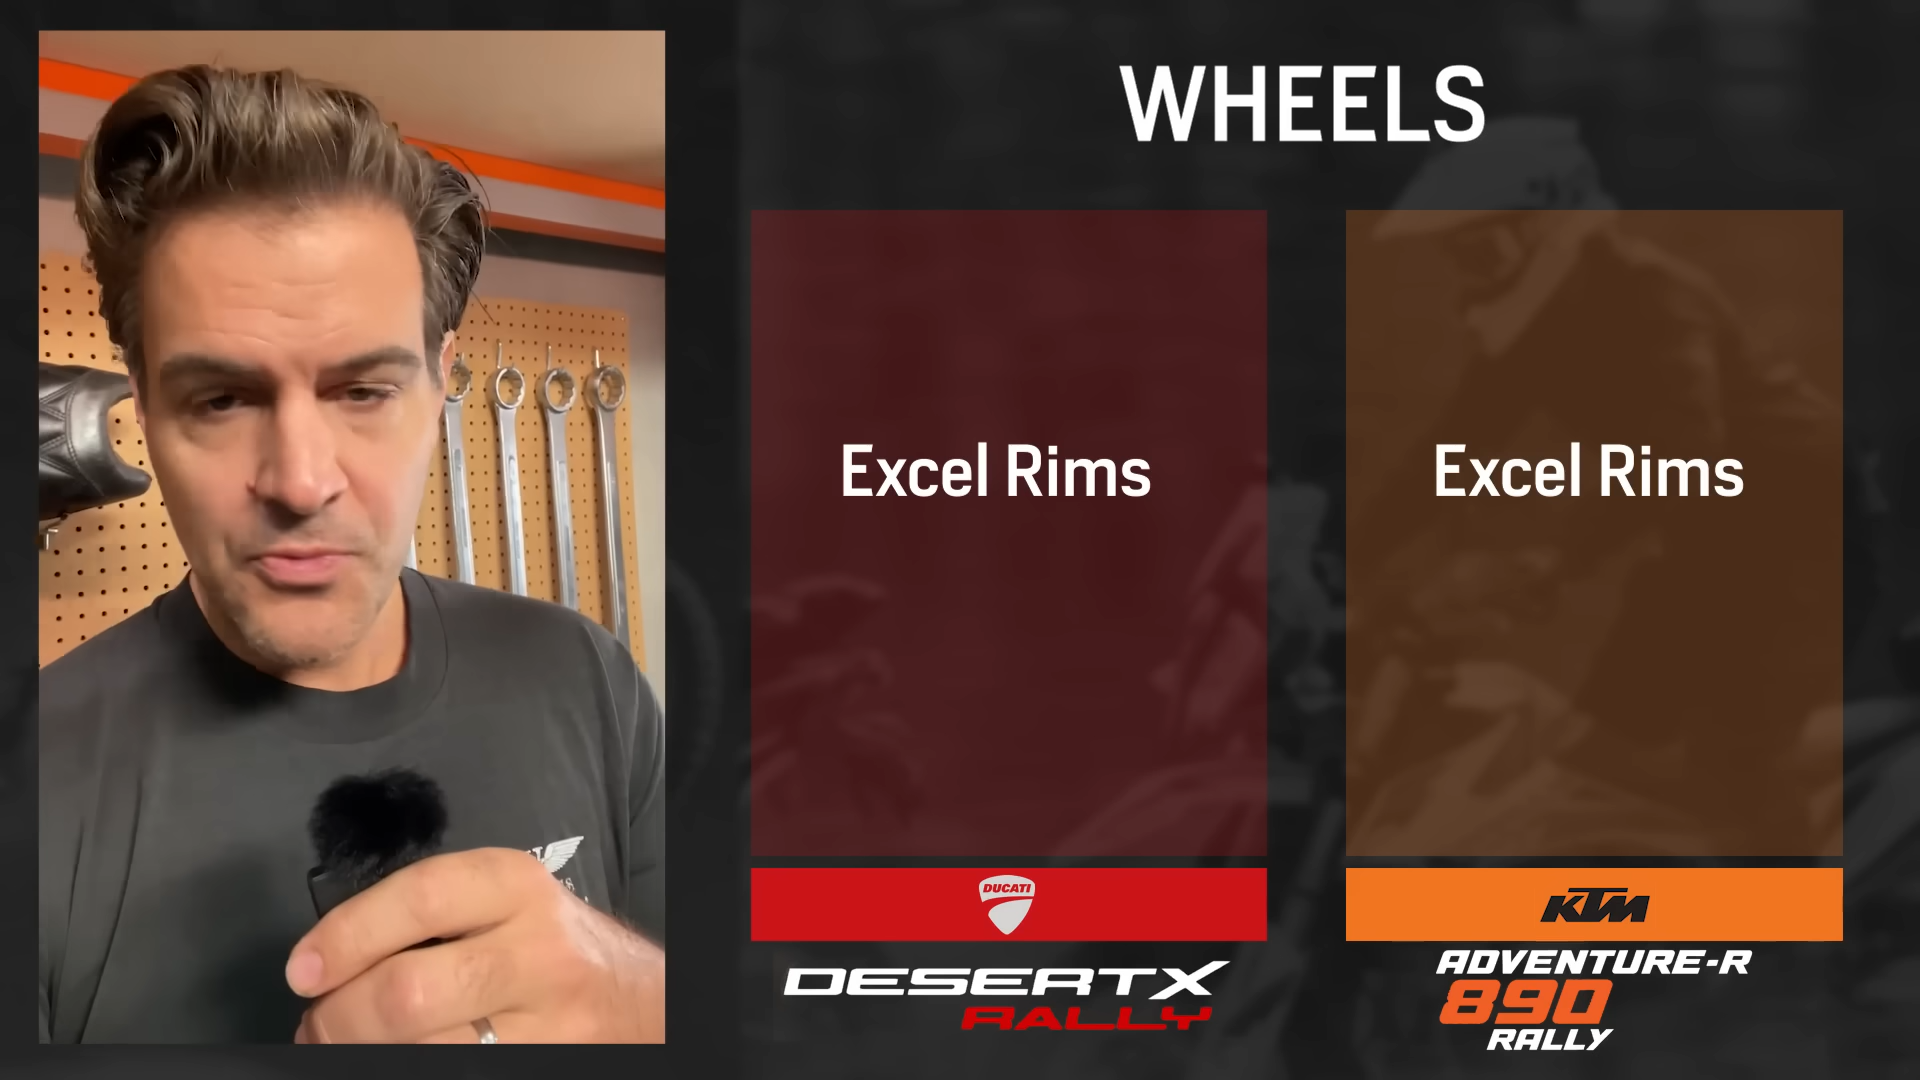 WHEELS
Excel Rims
Excel Rims
DUCATI
KTM
DESERTX
RALLY
ADVENTURE-R
890
RALLY